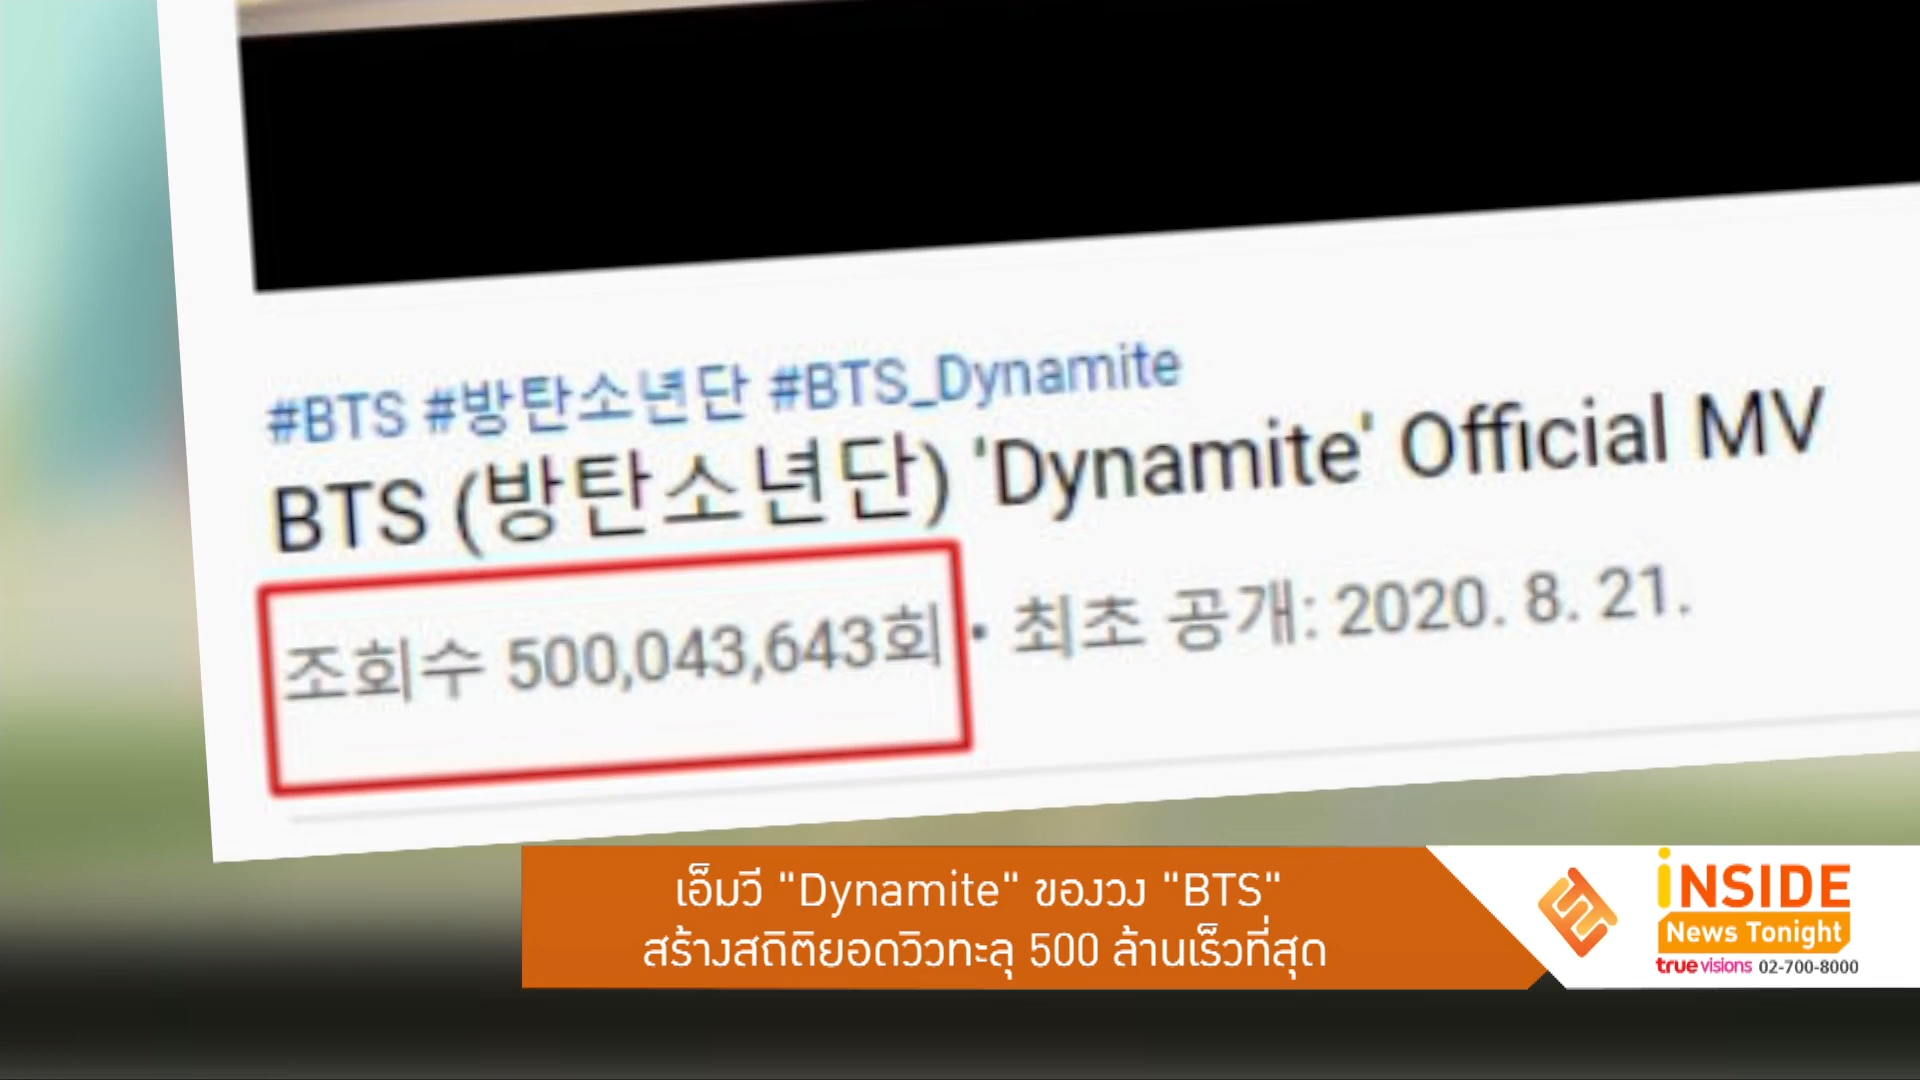 #BTS #방탄소년단 #BTS_Dynamite
BTS (방탄소년단) 'Dynamite' Official MV
조회수 500,043,643회 • 최초 공개: 2020. 8. 21.
เอ็มวี "Dynamite" ของวง "BTS"
สร้างสถิติยอดวิวทะลุ 500 ล้านเร็วที่สุด
iNSIDE
News Tonight
truevisions 02-700-8000